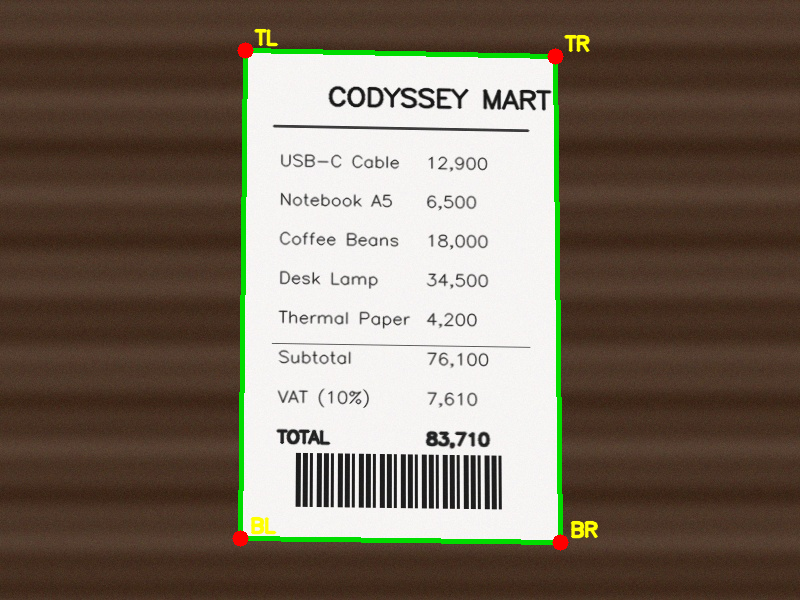 TL TR
CODYSSEY MART
USB-C Cable 12,900
Notebook A5 6,500
Coffee Beans 18,000
Desk Lamp 34,500
Thermal Paper 4,200
Subtotal 76,100
VAT (10%) 7,610
TOTAL 83,710
BL BR